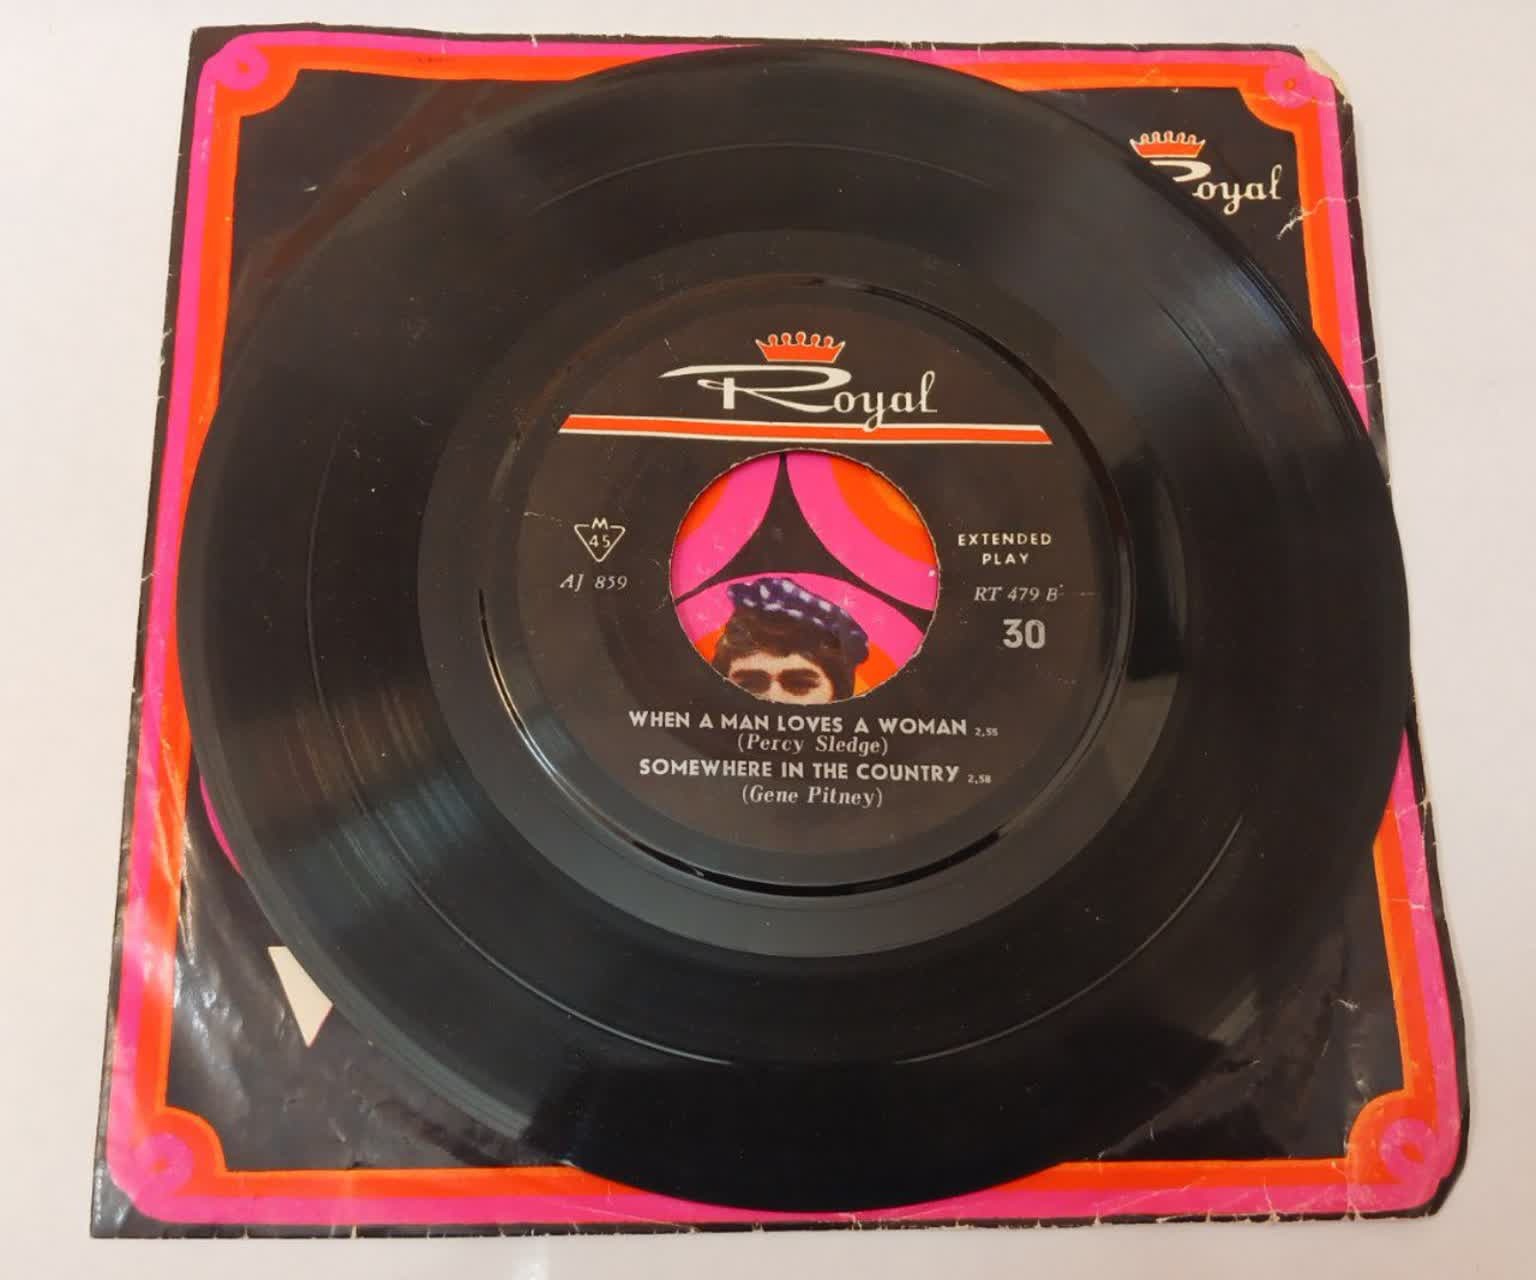 Royal
Royal
M
45
AJ 859
EXTENDED
PLAY
RT 479 B
30
WHEN A MAN LOVES A WOMAN 2,55
(Percy Sledge)
SOMEWHERE IN THE COUNTRY 2,58
(Gene Pitney)